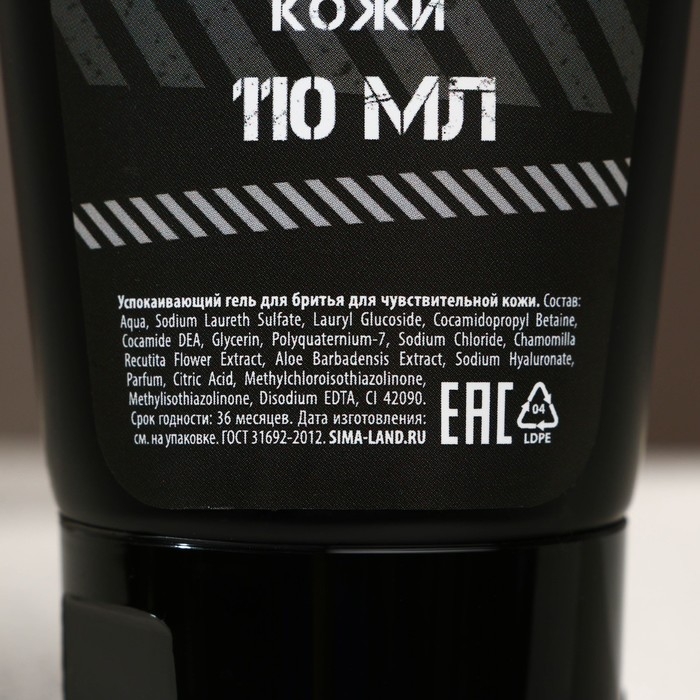 кожи
110 МЛ
Успокаивающий гель для бритья для чувствительной кожи. Состав:
Aqua, Sodium Laureth Sulfate, Lauryl Glucoside, Cocamidopropyl Betaine,
Cocamide DEA, Glycerin, Polyquaternium-7, Sodium Chloride, Chamomilla
Recutita Flower Extract, Aloe Barbadensis Extract, Sodium Hyaluronate,
Parfum, Citric Acid, Methylchloroisothiazolinone,
Methylisothiazolinone, Disodium EDTA, CI 42090.
Срок годности: 36 месяцев. Дата изготовления:
см. на упаковке. ГОСТ 31692-2012. SIMA-LAND.RU
EAC
04
LDPE